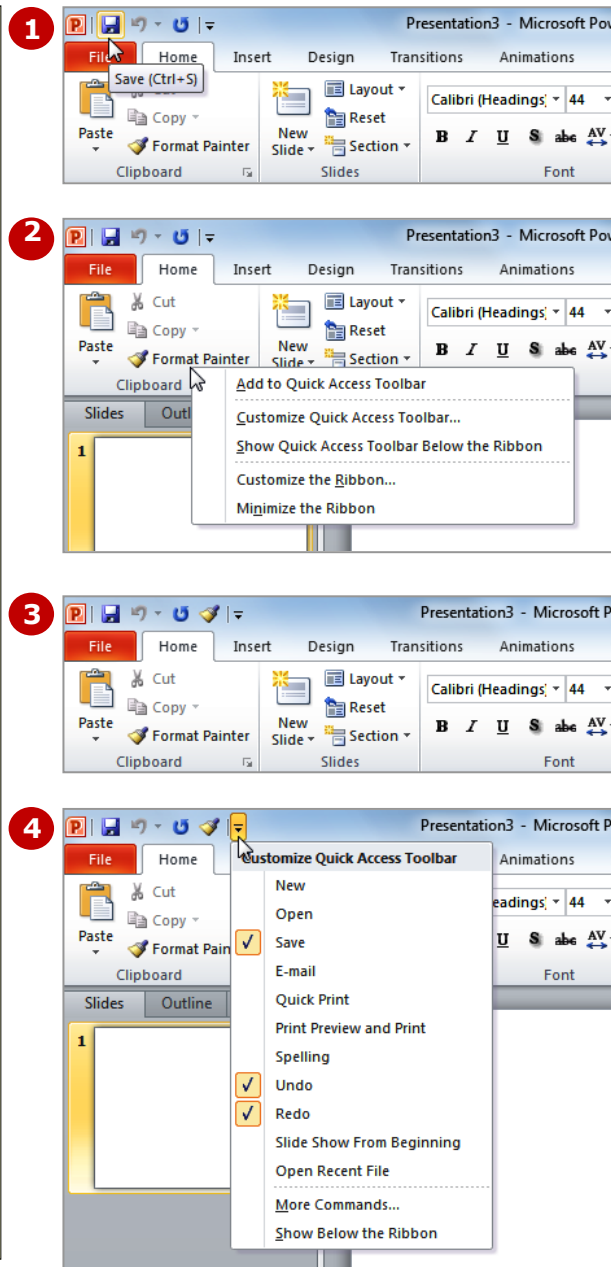 1
Presentation3 - Microsoft Pov
File Home Insert Design Transitions Animations
Save (Ctrl+S)
Layout
Calibri (Headings) 44
Paste
Copy
New Slide
Reset
Format Painter
Section
B I U S abc AV
Clipboard Slides Font
2
Presentation3 - Microsoft Pov
File Home Insert Design Transitions Animations
Cut
Layout
Calibri (Headings) 44
Paste
Copy
New Slide
Reset
Format Painter
Section
B I U S abc AV
Clipboard
Add to Quick Access Toolbar
Slides Outl
Customize Quick Access Toolbar...
1
Show Quick Access Toolbar Below the Ribbon
Customize the Ribbon...
Minimize the Ribbon
3
Presentation3 - Microsoft P
File Home Insert Design Transitions Animations
Cut
Layout
Calibri (Headings) 44
Paste
Copy
New Slide
Reset
Format Painter
Section
B I U S abc AV
Clipboard Slides Font
4
Presentation3 - Microsoft P
File Home
Customize Quick Access Toolbar
Animations
Cut
New
eadings) 44
Paste
Copy
Open
Format Pain
Save
U S abc AV
Clipboard
E-mail
Font
Slides Outline
Quick Print
1
Print Preview and Print
Spelling
Undo
Redo
Slide Show From Beginning
Open Recent File
More Commands...
Show Below the Ribbon